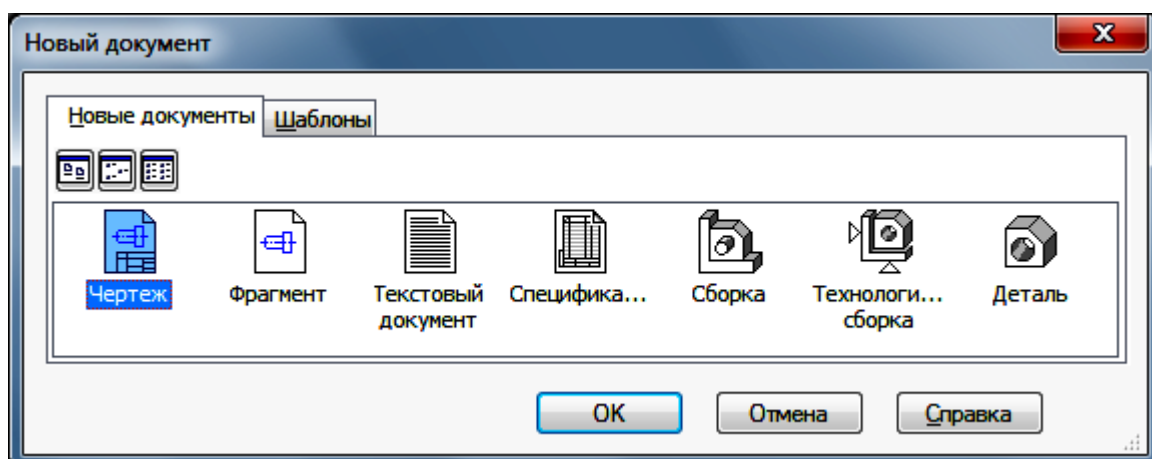 Новый документ
Новые документы Шаблоны
Чертеж Фрагмент Текстовый документ Специфика... Сборка Технологи... сборка Деталь
OK Отмена Справка